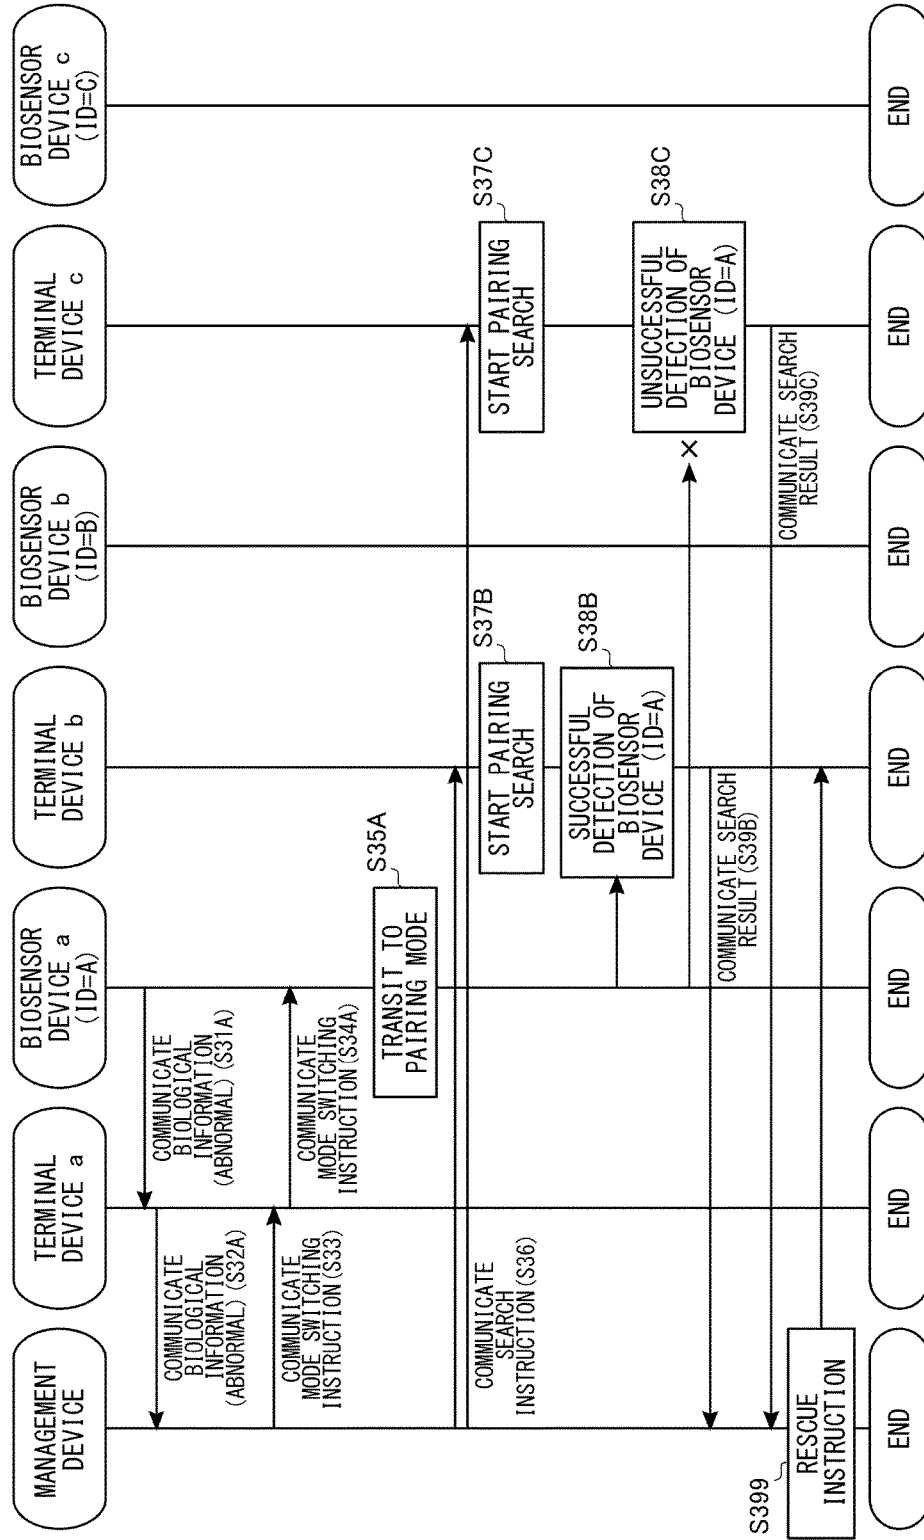 MANAGEMENT
DEVICE
TERMINAL
DEVICE a
BIOSENSOR
DEVICE a
(ID=A)
TERMINAL
DEVICE b
BIOSENSOR
DEVICE b
(ID=B)
TERMINAL
DEVICE c
BIOSENSOR
DEVICE c
(ID=C)
COMMUNICATE
BIOLOGICAL
INFORMATION
(ABNORMAL) (S31A)
COMMUNICATE
BIOLOGICAL
INFORMATION
(ABNORMAL) (S32A)
COMMUNICATE
MODE SWITCHING
INSTRUCTION(S33)
COMMUNICATE
MODE SWITCHING
INSTRUCTION(S34A)
S35A
TRANSIT TO
PAIRING MODE
COMMUNICATE
SEARCH
INSTRUCTION(S36)
S37B
START PAIRING
SEARCH
S37C
START PAIRING
SEARCH
S38B
SUCCESSFUL
DETECTION OF
BIOSENSOR
DEVICE (ID=A)
S38C
UNSUCCESSFUL
DETECTION OF
BIOSENSOR
DEVICE (ID=A)
×
COMMUNICATE SEARCH
RESULT(S39B)
COMMUNICATE SEARCH
RESULT(S39C)
S399
RESCUE
INSTRUCTION
END
END
END
END
END
END
END